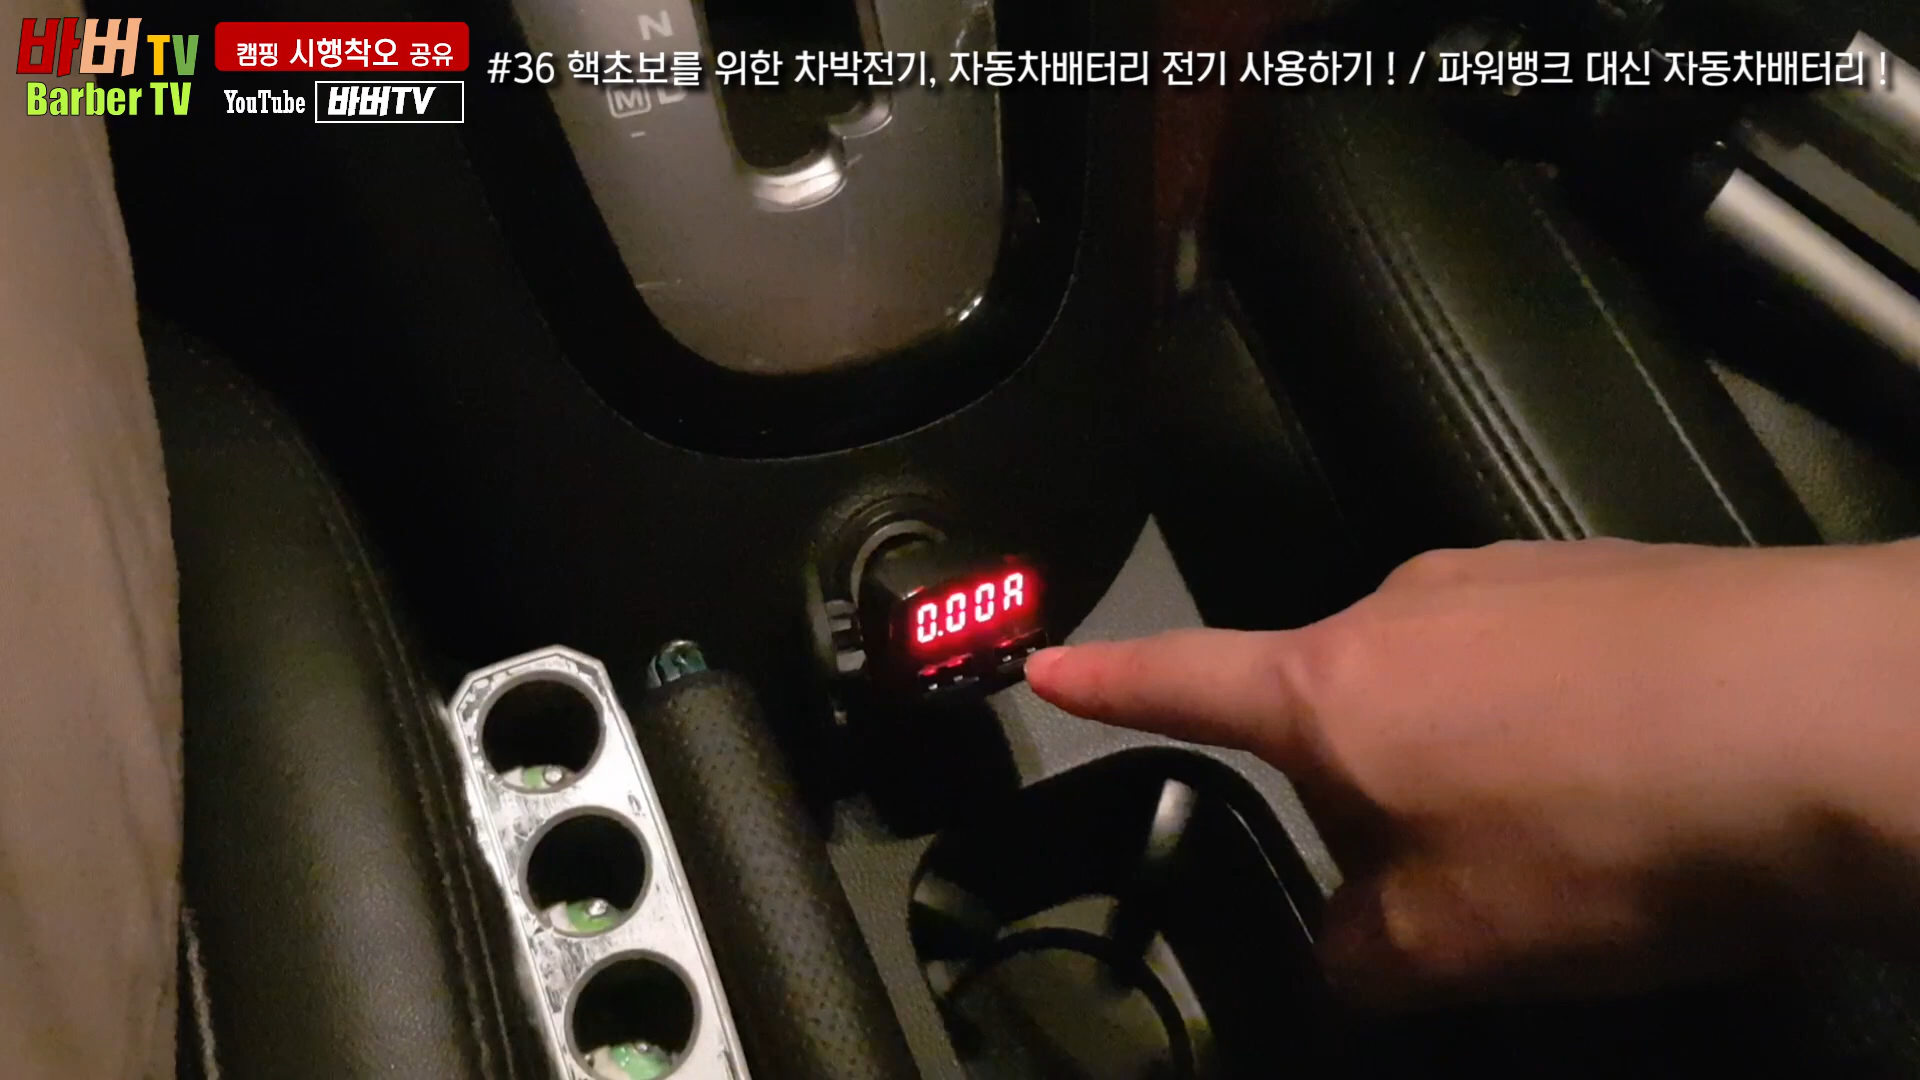 바버 TV
Barber TV
캠핑 시행착오 공유
YouTube 바버TV
#36 핵초보를 위한 차박전기, 자동차배터리 전기 사용하기 ! / 파워뱅크 대신 자동차배터리 !
N
M D
-
0.00A